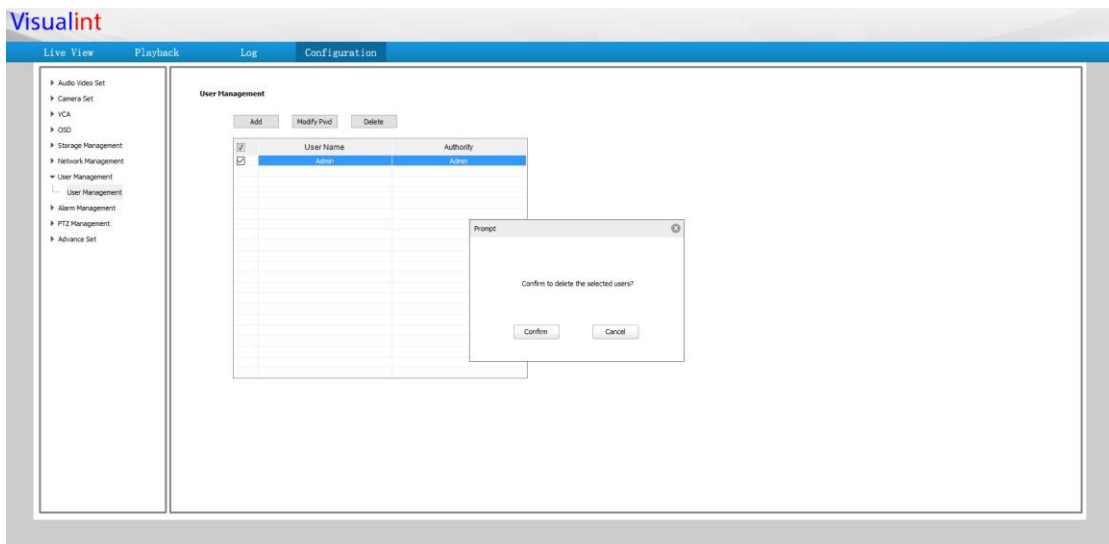 Visualint
Live View Playback Log Configuration
Audio Video Set
Camera Set
VCA
OSD
Storage Management
Network Management
User Management
User Management
Alarm Management
PTZ Management
Advance Set
User Management
Add Modify Pwd Delete
User Name Authority
Admin Admin
Prompt
Confirm to delete the selected users?
Confirm Cancel